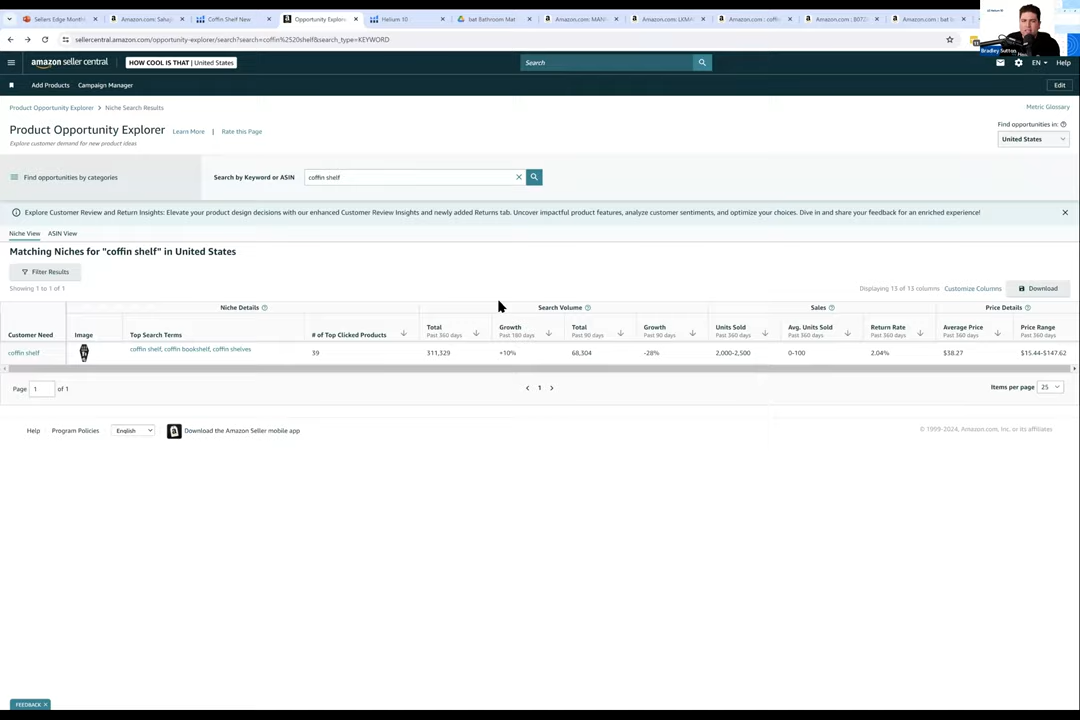 Sellers Edge Month
Amazon.com: Sahag
Coffin Shelf New
Opportunity Explore
Helium 10
bat Bathroom Mat
Amazon.com: MANI
Amazon.com: LKMA
Amazon.com : coffin
Amazon.com : B072
Amazon.com : bat b
sellercentral.amazon.com/opportunity-explorer/search?search=coffin%2520shelf&search_type=KEYWORD
Bradley Sutton
amazon seller central
HOW COOL IS THAT | United States
Search
EN
Help
Add Products
Campaign Manager
Edit
Product Opportunity Explorer > Niche Search Results
Metric Glossary
Product Opportunity Explorer
Learn More | Rate this Page
Explore customer demand for new product ideas
Find opportunities in:
United States
Find opportunities by categories
Search by Keyword or ASIN
coffin shelf
Explore Customer Review and Return Insights: Elevate your product design decisions with our enhanced Customer Review Insights and newly added Returns tab. Uncover impactful product features, analyze customer sentiments, and optimize your choices. Dive in and share your feedback for an enriched experience!
Niche View
ASIN View
Matching Niches for "coffin shelf" in United States
Filter Results
Showing 1 to 1 of 1
Displaying 13 of 13 columns
Customize Columns
Download
Niche Details
Search Volume
Sales
Price Details
Customer Need
Image
Top Search Terms
# of Top Clicked Products
Total
Past 360 days
Growth
Past 180 days
Total
Past 90 days
Growth
Past 90 days
Units Sold
Past 360 days
Avg. Units Sold
Past 360 days
Return Rate
Past 360 days
Average Price
Past 360 days
Price Range
Past 360 days
coffin shelf
coffin shelf, coffin bookshelf, coffin shelves
39
311,329
+10%
68,304
-28%
2,000-2,500
0-100
2.04%
$38.27
$15.44-$147.62
Page 1 of 1
1
Items per page 25
Help
Program Policies
English
Download the Amazon Seller mobile app
© 1999-2024, Amazon.com, Inc. or its affiliates
FEEDBACK